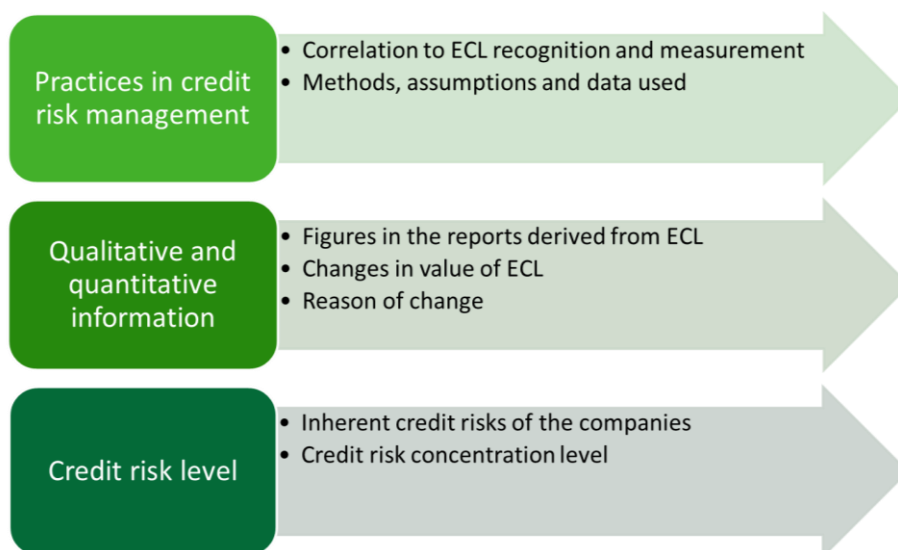 Practices in credit
risk management
• Correlation to ECL recognition and measurement
• Methods, assumptions and data used
Qualitative and
quantitative
information
• Figures in the reports derived from ECL
• Changes in value of ECL
• Reason of change
Credit risk level
• Inherent credit risks of the companies
• Credit risk concentration level